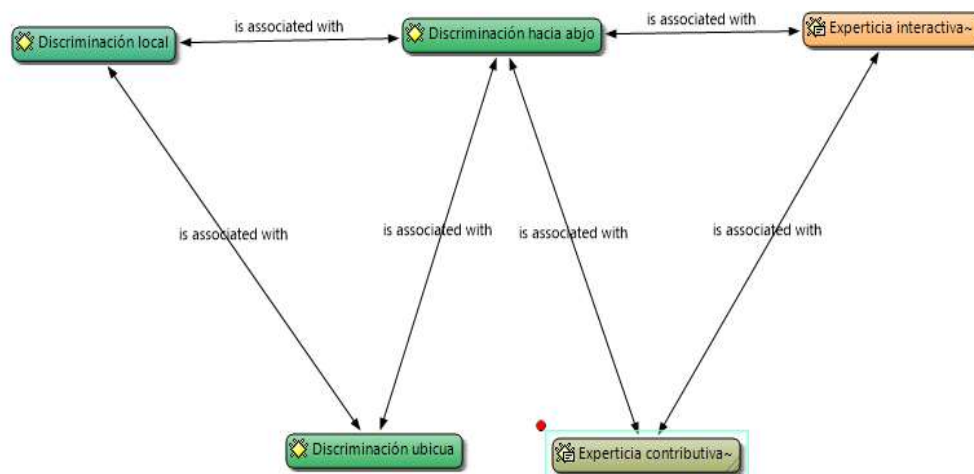 is associated with
is associated with
Discriminación local
Discriminación hacia abjo
Experticia interactiva~
is associated with
is associated with
is associated with
is associated with
Discriminación ubicua
Experticia contributiva~